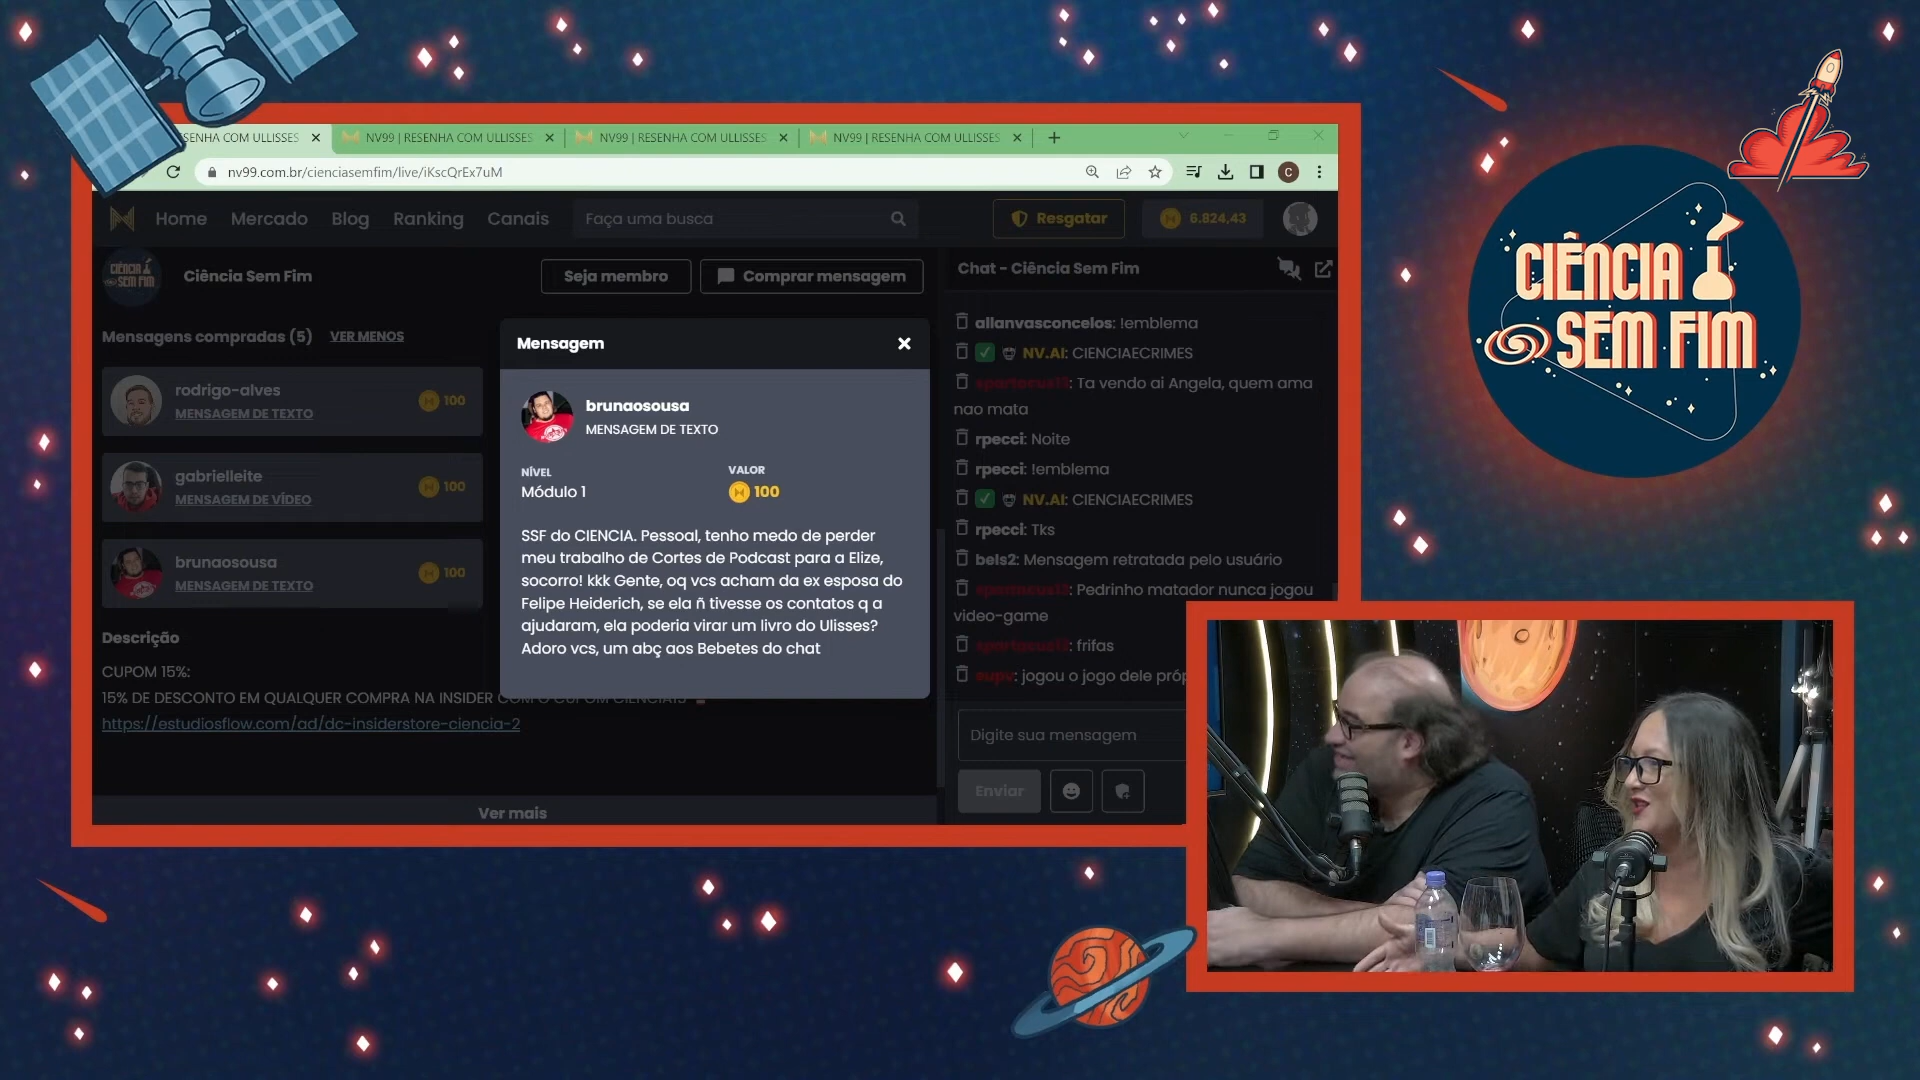 SENHA COM ULLISSES
NV99 | RESENHA COM ULLISSES
NV99 | RESENHA COM ULLISSES
NV99 | RESENHA COM ULLISSES
nv99.com.br/cienciasemfim/live/iKscQrEx7uM
C
Home Mercado Blog Ranking Canais
Faça uma busca
Resgatar
6.824,43
CIÊNCIA
SEM FIM
Ciência Sem Fim
Seja membro
Comprar mensagem
Mensagens compradas (5) VER MENOS
rodrigo-alves
MENSAGEM DE TEXTO
100
gabrielleite
MENSAGEM DE VÍDEO
100
brunaosousa
MENSAGEM DE TEXTO
100
Descrição
CUPOM 15%:
15% DE DESCONTO EM QUALQUER COMPRA NA INSIDER COM O CUPOM CIENCIA15
https://estudiosflow.com/ad/dc-insiderstore-ciencia-2
Ver mais
Mensagem
brunaosousa
MENSAGEM DE TEXTO
NÍVEL
Módulo 1
VALOR
100
SSF do CIENCIA. Pessoal, tenho medo de perder
meu trabalho de Cortes de Podcast para a Elize,
socorro! kkk Gente, oq vcs acham da ex esposa do
Felipe Heiderich, se ela ñ tivesse os contatos q a
ajudaram, ela poderia virar um livro do Ulisses?
Adoro vcs, um abç aos Bebetes do chat
Chat - Ciência Sem Fim
allanvasconcelos: !emblema
NV.AI: CIENCIAECRIMES
: Ta vendo ai Angela, quem ama
nao mata
rpecci: Noite
rpecci: !emblema
NV.AI: CIENCIAECRIMES
rpecci: Tks
bels2: Mensagem retratada pelo usuário
: Pedrinho matador nunca jogou
video-game
: frifas
: jogou o jogo dele próp
Digite sua mensagem
Enviar
CIÊNCIA
SEM FIM